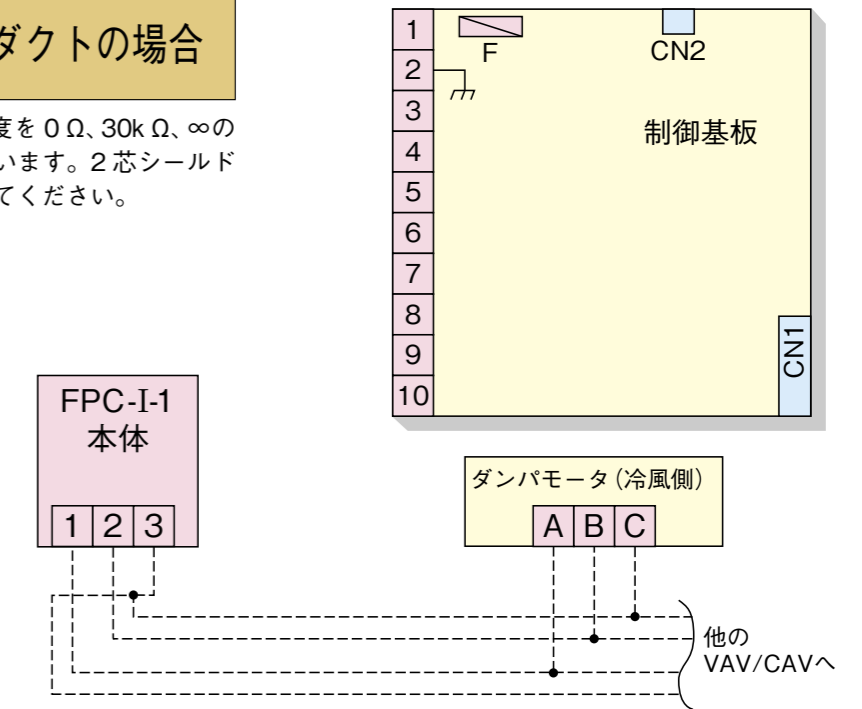 ダクトの場合
度を 0 Ω、30k Ω、∞の
います。2 芯シールド
てください。
1
2
3
4
5
6
7
8
9
10
F
CN2
制御基板
CN1
FPC-I-1
本体
1 2 3
ダンパモータ（冷風側）
A B C
他の
VAV/CAVへ